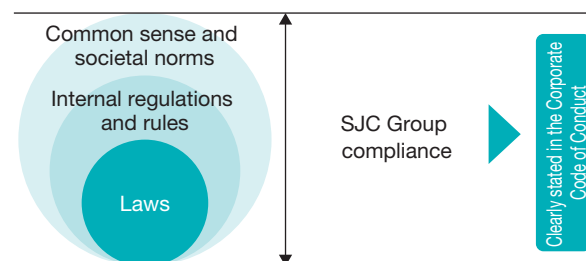 Common sense and
societal norms
Internal regulations
and rules
Laws
SJC Group
compliance
Clearly stated in the Corporate
Code of Conduct